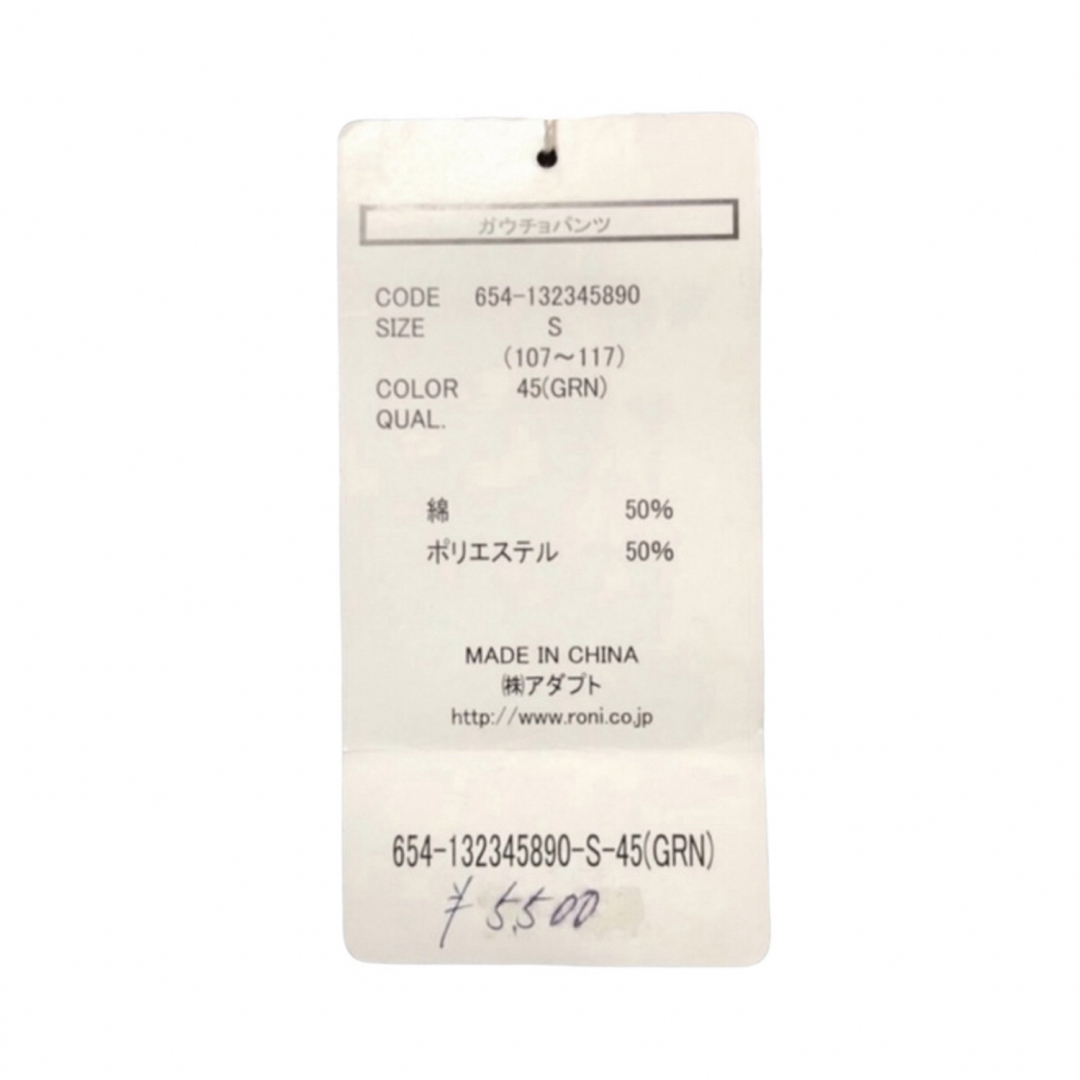 ガウチョパンツ
CODE 654-132345890
SIZE S
(107～117)
COLOR 45(GRN)
QUAL.
綿 50%
ポリエステル 50%
MADE IN CHINA
㈱アダプト
http://www.roni.co.jp
654-132345890-S-45(GRN)
¥5,500